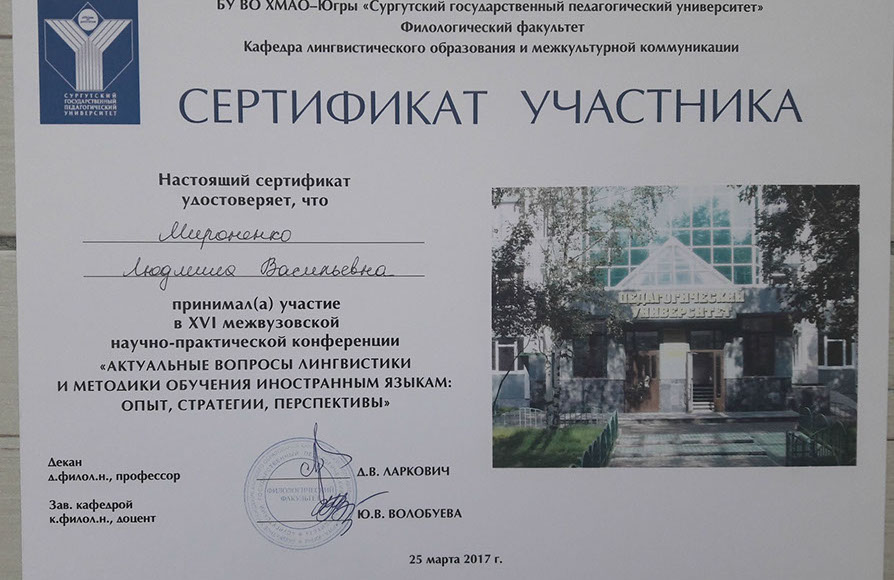 БУ ВО ХМАО–Югры «Сургутский государственный педагогический университет»
Филологический факультет
Кафедра лингвистического образования и межкультурной коммуникации
СУРГУТСКИЙ
ГОСУДАРСТВЕННЫЙ
ПЕДАГОГИЧЕСКИЙ
УНИВЕРСИТЕТ
СЕРТИФИКАТ УЧАСТНИКА
Настоящий сертификат
удостоверяет, что
Мироненко
Людмила Васильевна
принимал(а) участие
в XVI межвузовской
научно-практической конференции
«АКТУАЛЬНЫЕ ВОПРОСЫ ЛИНГВИСТИКИ
И МЕТОДИКИ ОБУЧЕНИЯ ИНОСТРАННЫМ ЯЗЫКАМ:
ОПЫТ, СТРАТЕГИИ, ПЕРСПЕКТИВЫ»
ПЕДАГОГИЧЕСКИЙ
УНИВЕРСИТЕТ
Декан
д.филол.н., профессор
Д.В. ЛАРКОВИЧ
Зав. кафедрой
к.филол.н., доцент
Ю.В. ВОЛОБУЕВА
ФИЛОЛОГИЧЕСКИЙ
ФАКУЛЬТЕТ
25 марта 2017 г.